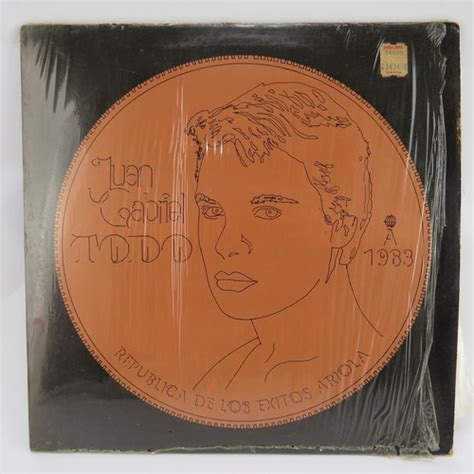 Juan
Gabriel
TODO
1983
REPUBLICA DE LOS EXITOS ARIOLA